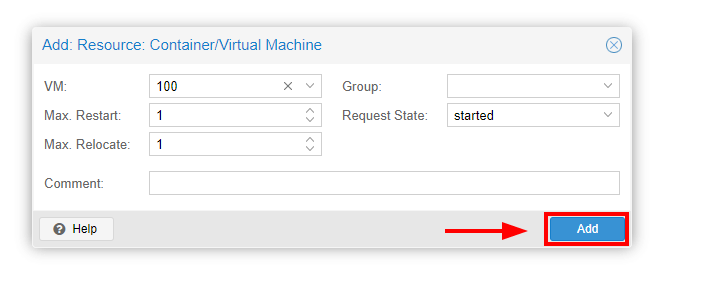 Add: Resource: Container/Virtual Machine
VM: 100 Group:
Max. Restart: 1 Request State: started
Max. Relocate: 1
Comment:
Help Add